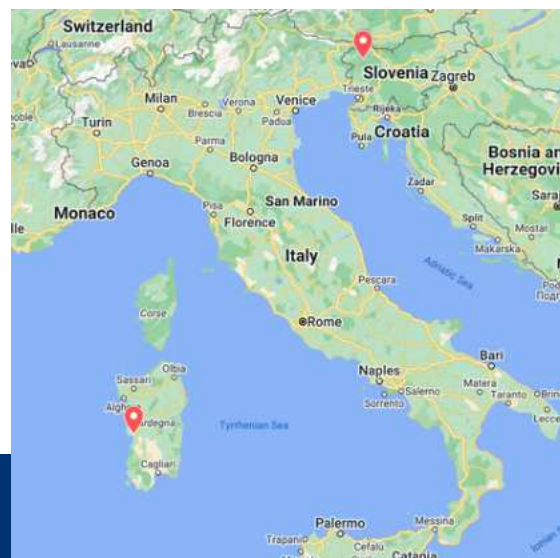 Switzerland
Lausanne
Slovenia
Zagreb
Trieste
Milan
Verona
Venice
Brescia
Padua
Rijeka
Turin
Croatia
Pula
Parma
Bologna
Genoa
Bosnia an
Herzegovi
Zadar
San Marino
Monaco
Pisa
Florence
Split
Mostar
Makarska
Italy
Adriatic Sea
Pescara
Corse
Rome
Olbia
Sassari
Bari
Naples
Matera
Salerno
Taranto
Sorrento
Tyrrhenian Sea
Lecce
Cagliari
Messina
Palermo
Trapani
Cefalu
Catania